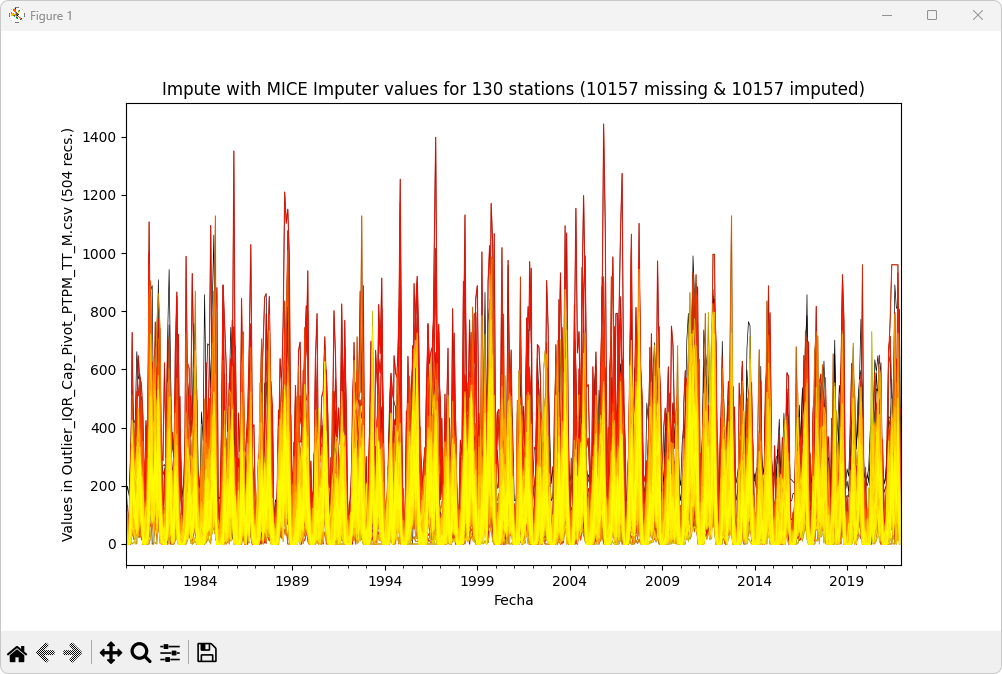 Figure 1
Impute with MICE Imputer values for 130 stations (10157 missing & 10157 imputed)
Values in Outlier_IQR_Cap_Pivot_PTPM_TT_M.csv (504 recs.)
1400
1200
1000
800
600
400
200
0
1984 1989 1994 1999 2004 2009 2014 2019
Fecha